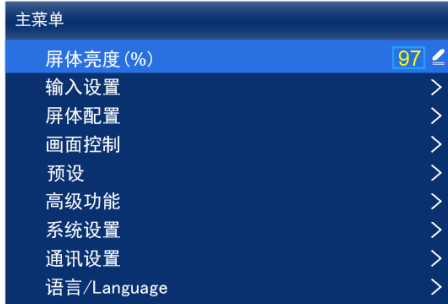 主菜单
屏体亮度(%) 97
输入设置
屏体配置
画面控制
预设
高级功能
系统设置
通讯设置
语言/Language